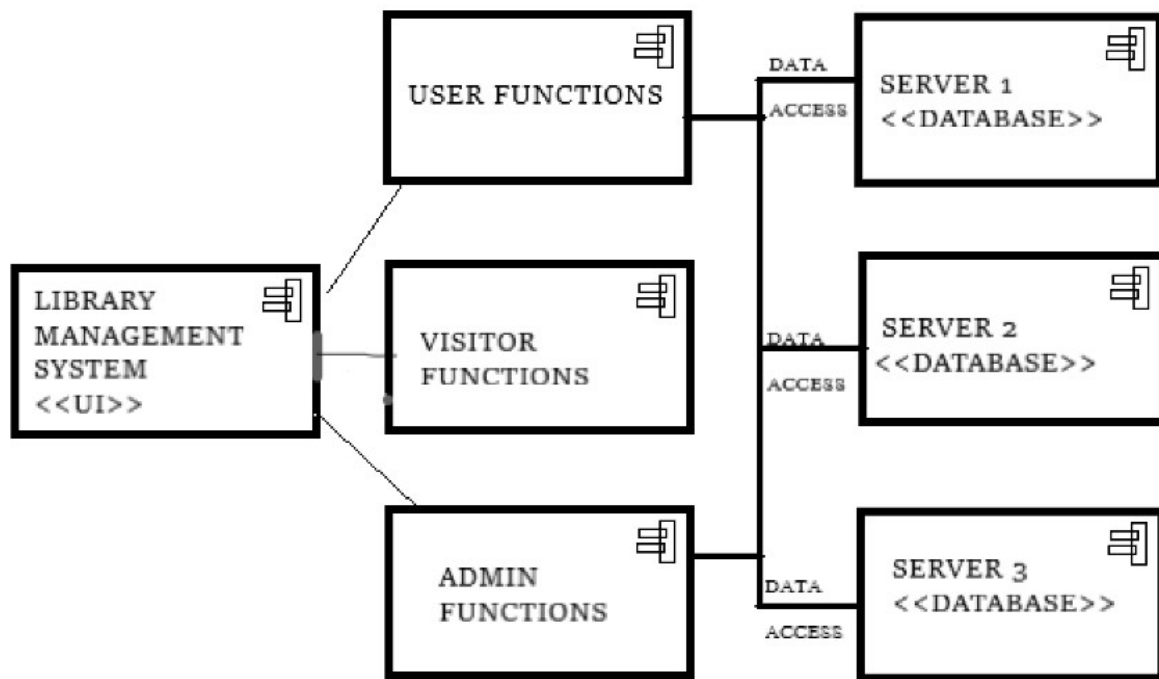 USER FUNCTIONS
DATA
ACCESS
SERVER 1
<<DATABASE>>
LIBRARY
MANAGEMENT
SYSTEM
<<UI>>
VISITOR
FUNCTIONS
DATA
ACCESS
SERVER 2
<<DATABASE>>
ADMIN
FUNCTIONS
DATA
ACCESS
SERVER 3
<<DATABASE>>